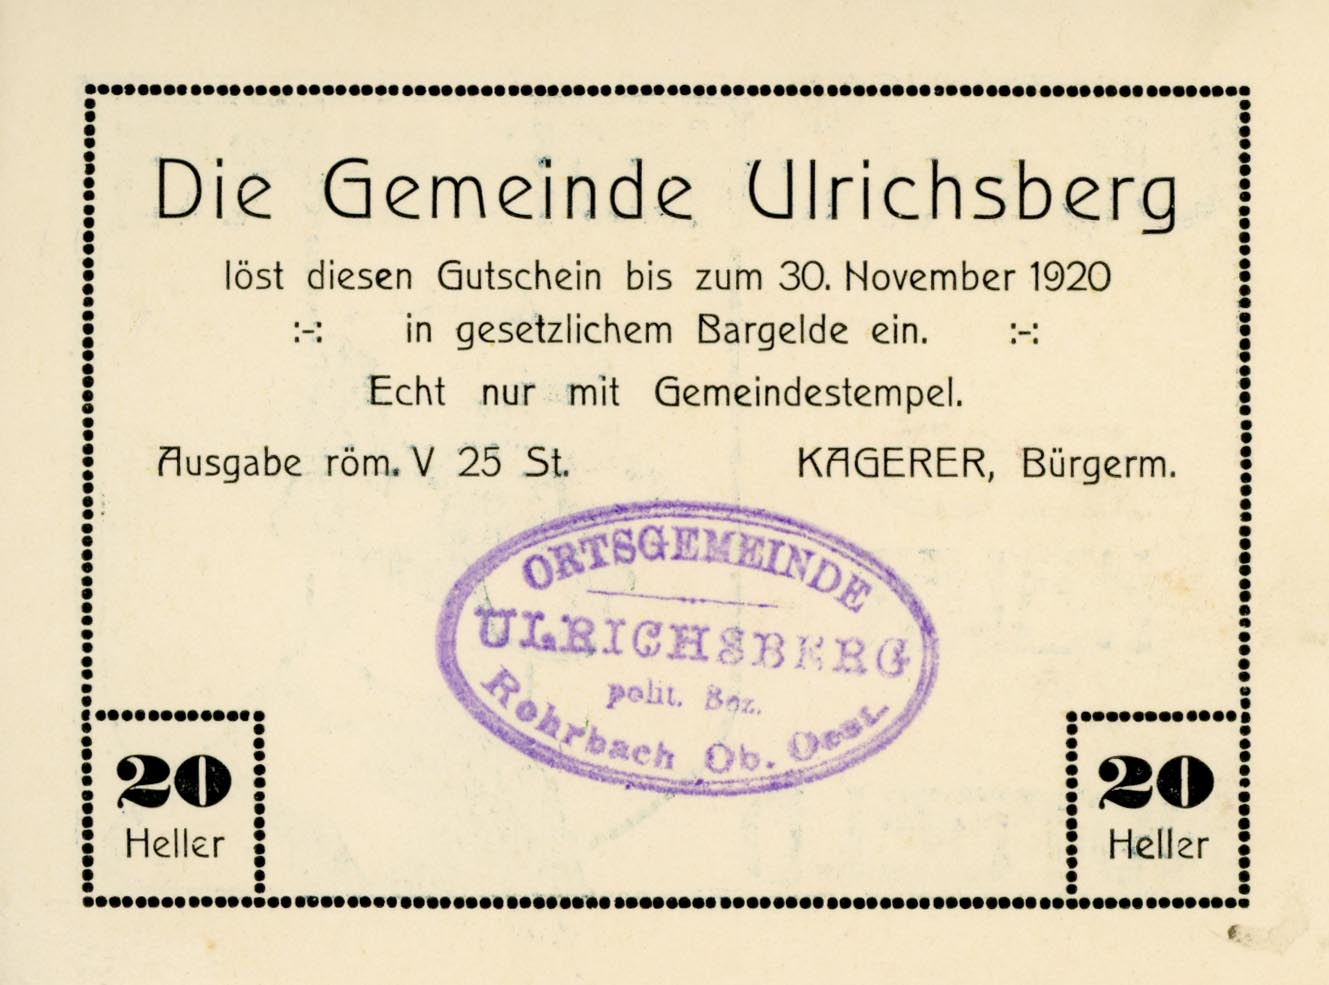 Die Gemeinde Ulrichsberg
löst diesen Gutschein bis zum 30. November 1920
:-: in gesetzlichem Bargelde ein. :-:
Echt nur mit Gemeindestempel.
Ausgabe röm. V 25 St. KAGERER, Bürgerm.
ORTSGEMEINDE
ULRICHSBERG
polit. Bez.
Rohrbach Ob. Oest.
20 20
Heller Heller